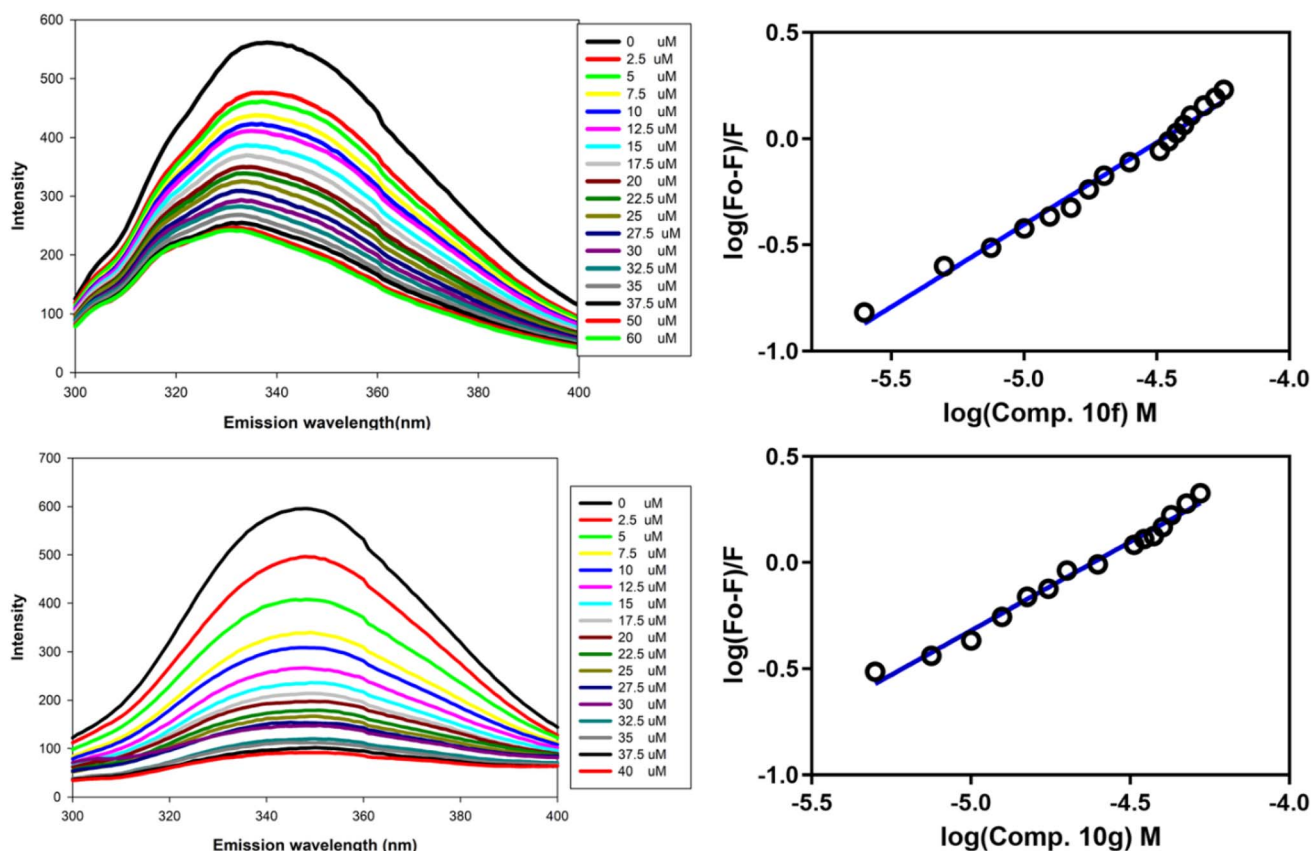 600
500
400
300
200
100
0
Intensity
300 320 340 360 380 400
Emission wavelength(nm)
0 uM
2.5 uM
5 uM
7.5 uM
10 uM
12.5 uM
15 uM
17.5 uM
20 uM
22.5 uM
25 uM
27.5 uM
30 uM
32.5 uM
35 uM
37.5 uM
50 uM
60 uM
0.5
0.0
-0.5
-1.0
log(Fo-F)/F
-5.5 -5.0 -4.5 -4.0
log(Comp. 10f) M
700
600
500
400
300
200
100
0
Intensity
300 320 340 360 380 400
Emission wavelength (nm)
0 uM
2.5 uM
5 uM
7.5 uM
10 uM
12.5 uM
15 uM
17.5 uM
20 uM
22.5 uM
25 uM
27.5 uM
30 uM
32.5 uM
35 uM
37.5 uM
40 uM
0.5
0.0
-0.5
-1.0
log(Fo-F)/F
-5.5 -5.0 -4.5 -4.0
log(Comp. 10g) M